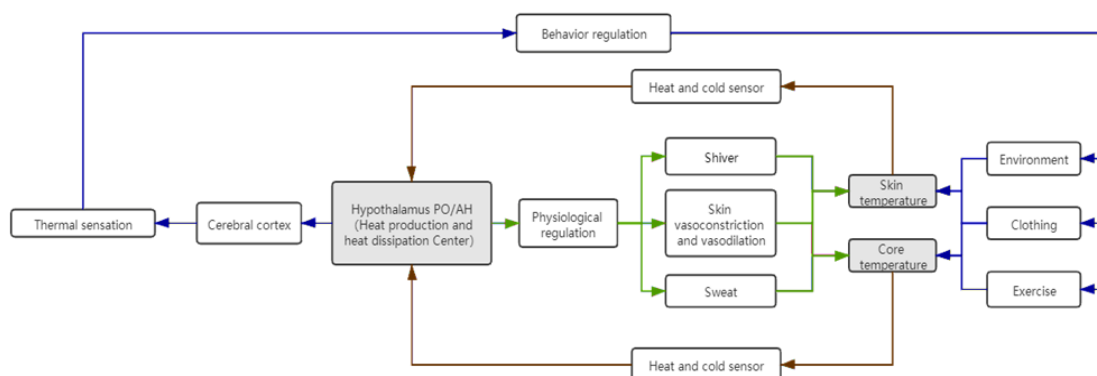 Behavior regulation
Heat and cold sensor
Shiver
Environment
Skin
temperature
Hypothalamus PO/AH
(Heat production and
heat dissipation Center)
Thermal sensation
Cerebral cortex
Physiological
regulation
Skin
vasoconstriction
and vasodilation
Clothing
Core
temperature
Sweat
Exercise
Heat and cold sensor